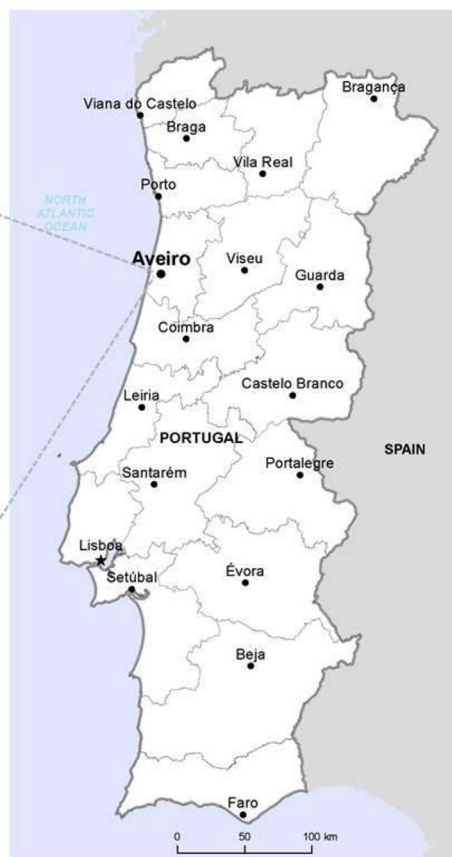 Bragança
Viana do Castelo
Braga
Vila Real
Porto
NORTH
ATLANTIC
OCEAN
Aveiro
Viseu
Guarda
Coimbra
Castelo Branco
Leiria
PORTUGAL
SPAIN
Portalegre
Santarém
Lisboa
Setúbal
Évora
Beja
Faro
0 50 100 km